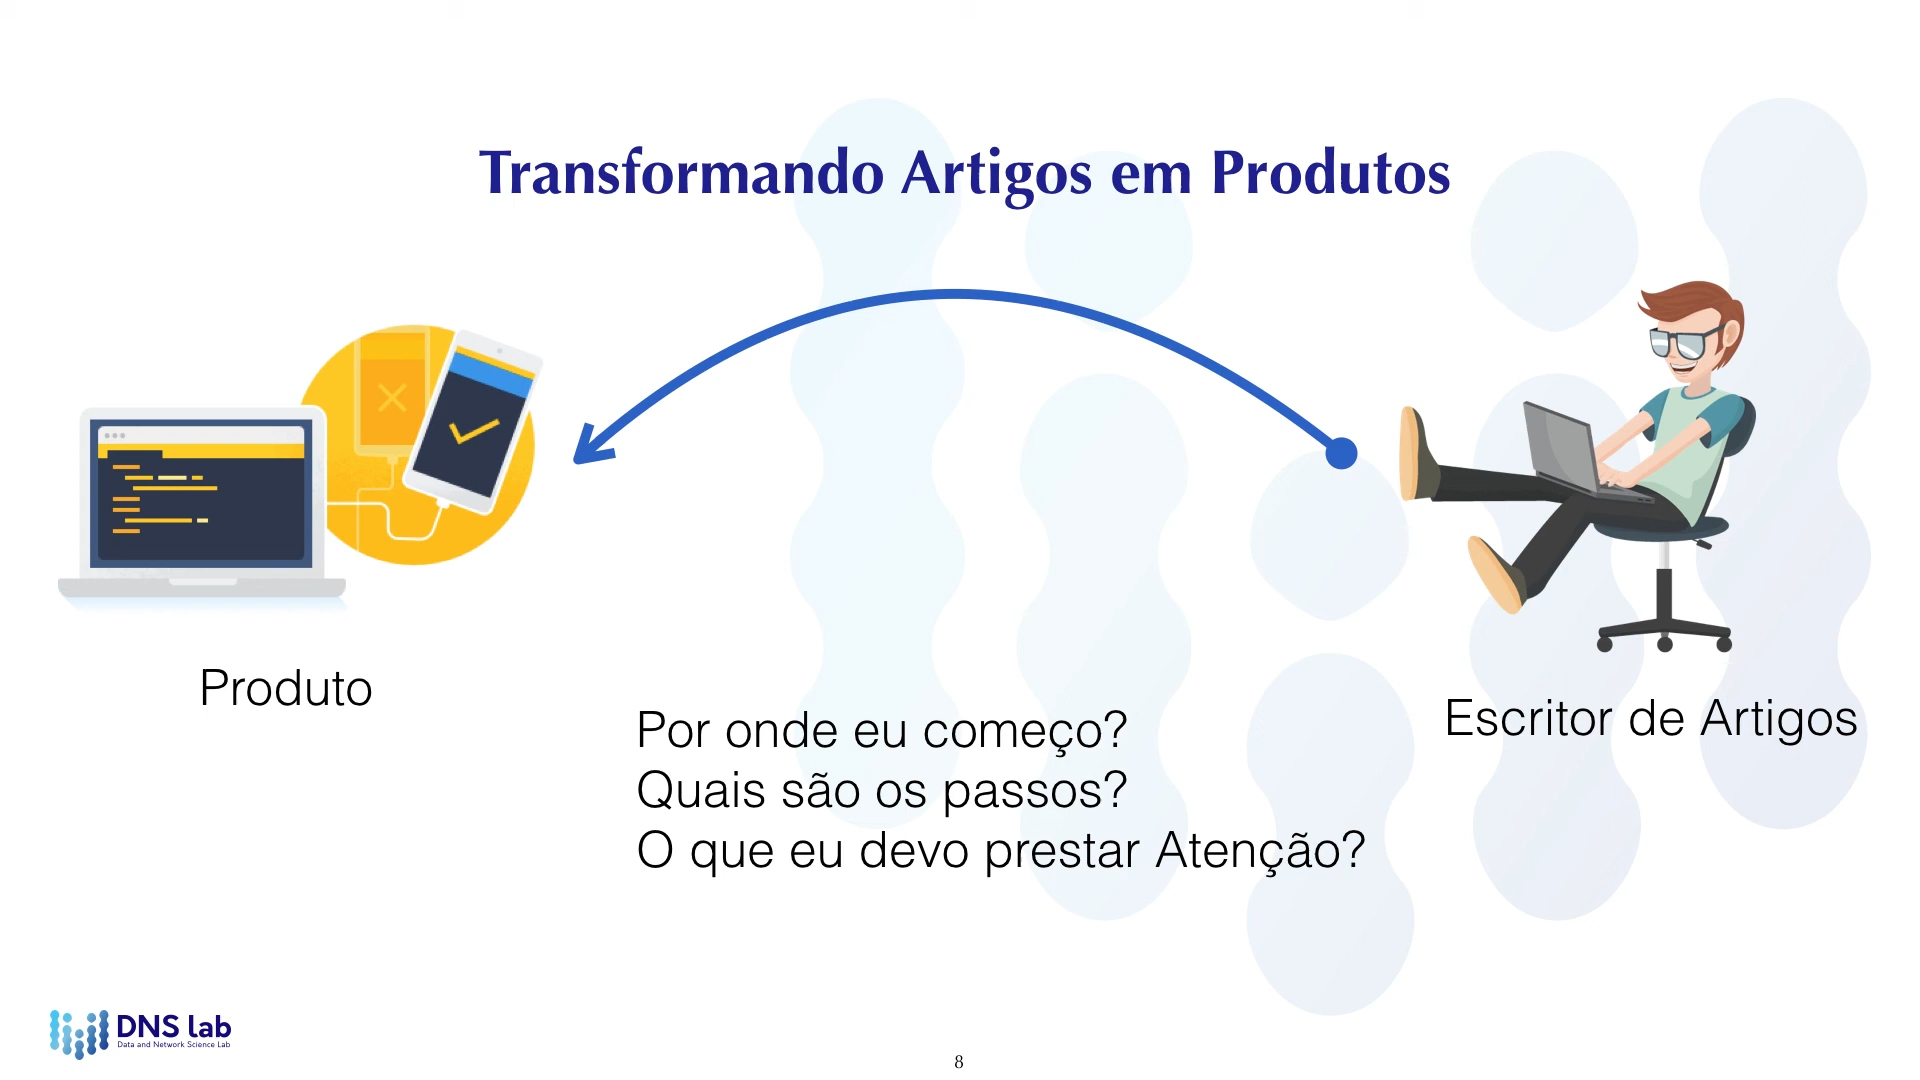 Transformando Artigos em Produtos
Produto
Escritor de Artigos
Por onde eu começo?
Quais são os passos?
O que eu devo prestar Atenção?
DNS Lab
Data and Network Science Lab
8